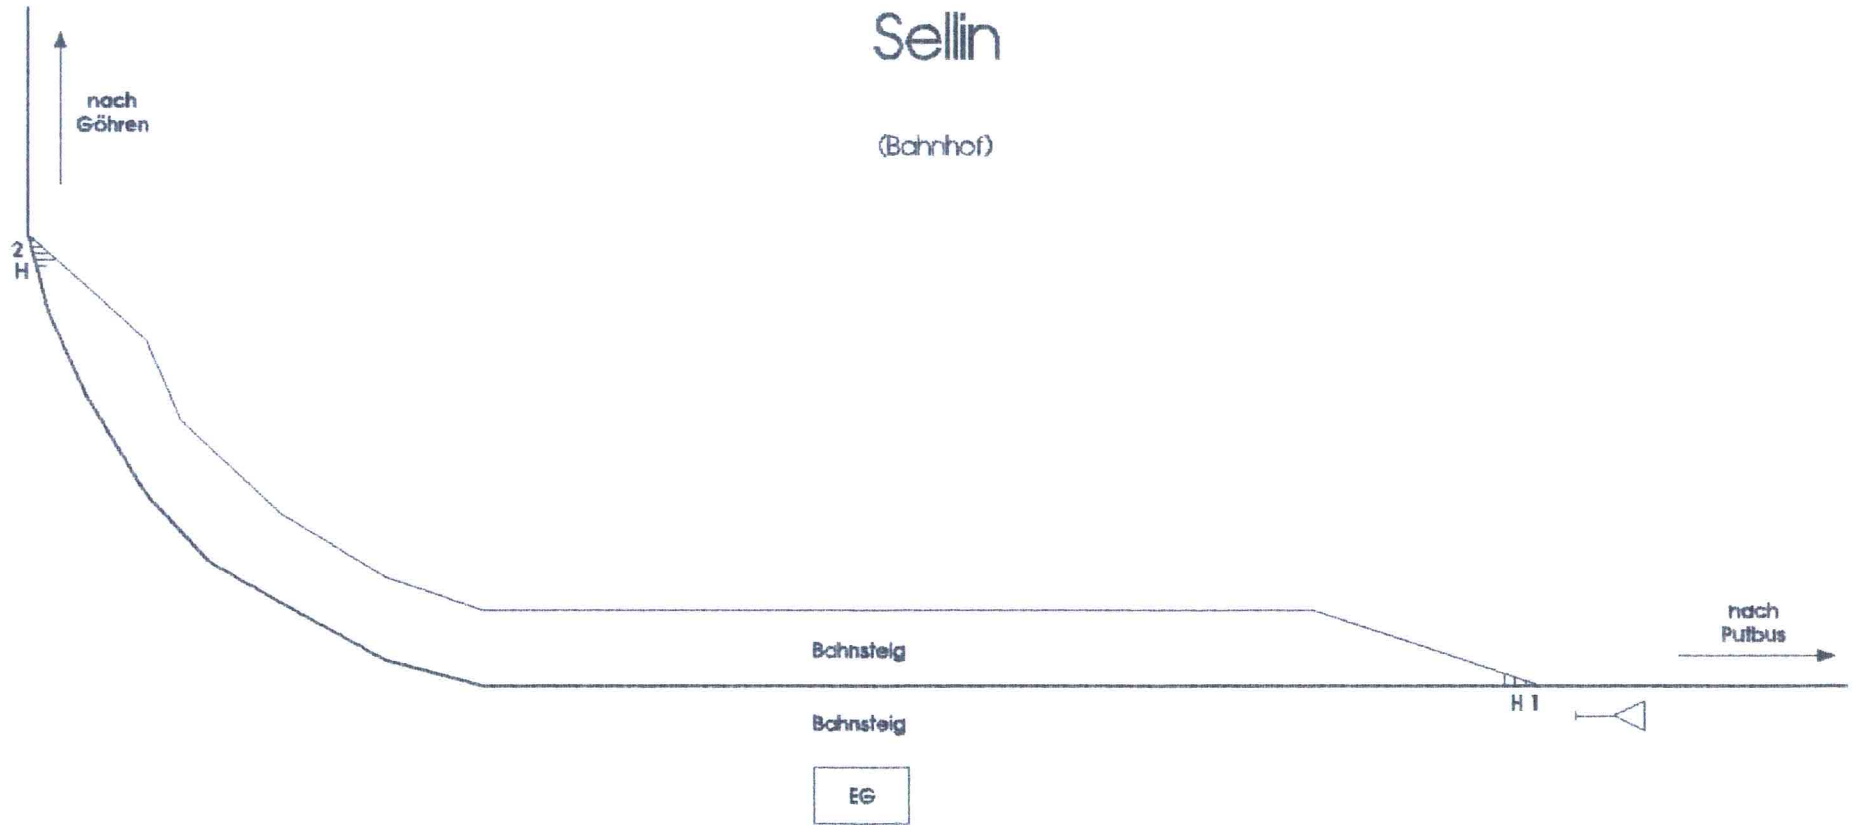 Sellin
(Bahnhof)
nach
Göhren
2
H
Bahnsteig
nach
Putbus
H 1
Bahnsteig
EG